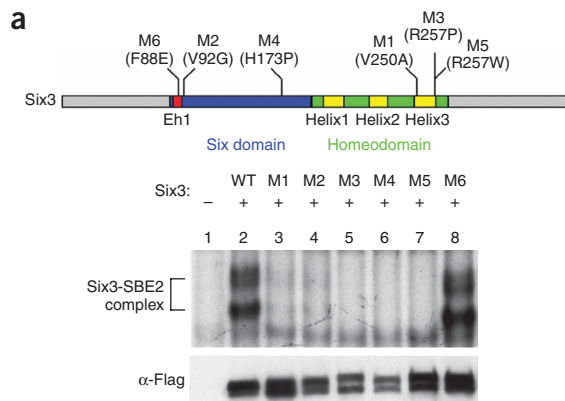 a
M3
M6 M2 M4 M1 (R257P) M5
(F88E) (V92G) (H173P) (V250A) (R257W)
Six3
Eh1 Helix1 Helix2 Helix3
Six domain Homeodomain
WT M1 M2 M3 M4 M5 M6
Six3: – + + + + + + +
1 2 3 4 5 6 7 8
Six3-SBE2
complex
α-Flag